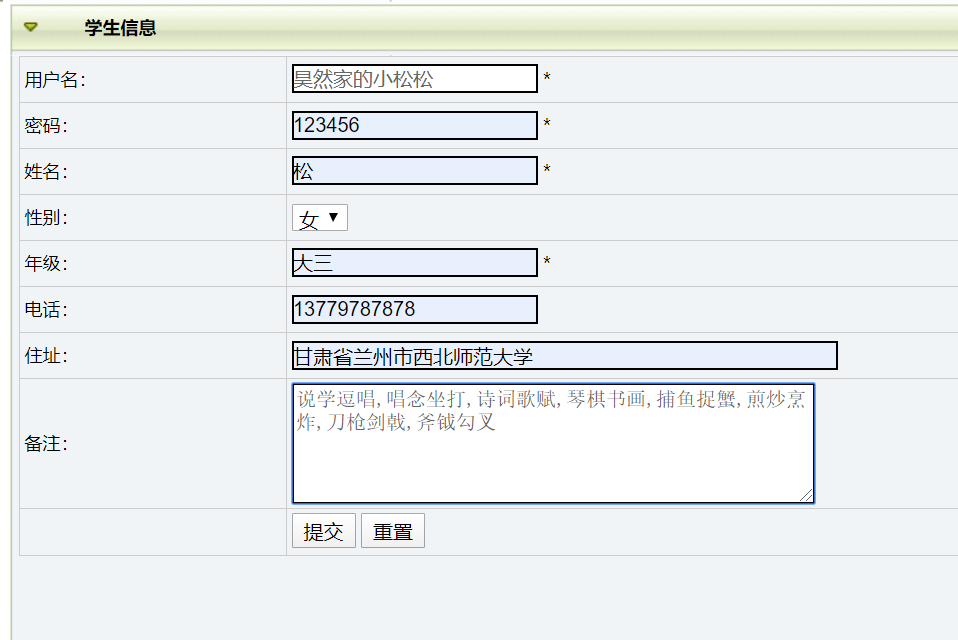 学生信息
用户名: 昊然家的小松松 *
密码: 123456 *
姓名: 松 *
性别: 女 ▼
年级: 大三 *
电话: 13779787878
住址: 甘肃省兰州市西北师范大学
备注: 说学逗唱,唱念坐打,诗词歌赋,琴棋书画,捕鱼捉蟹,煎炒烹
炸,刀枪剑戟,斧钺勾叉
提交 重置